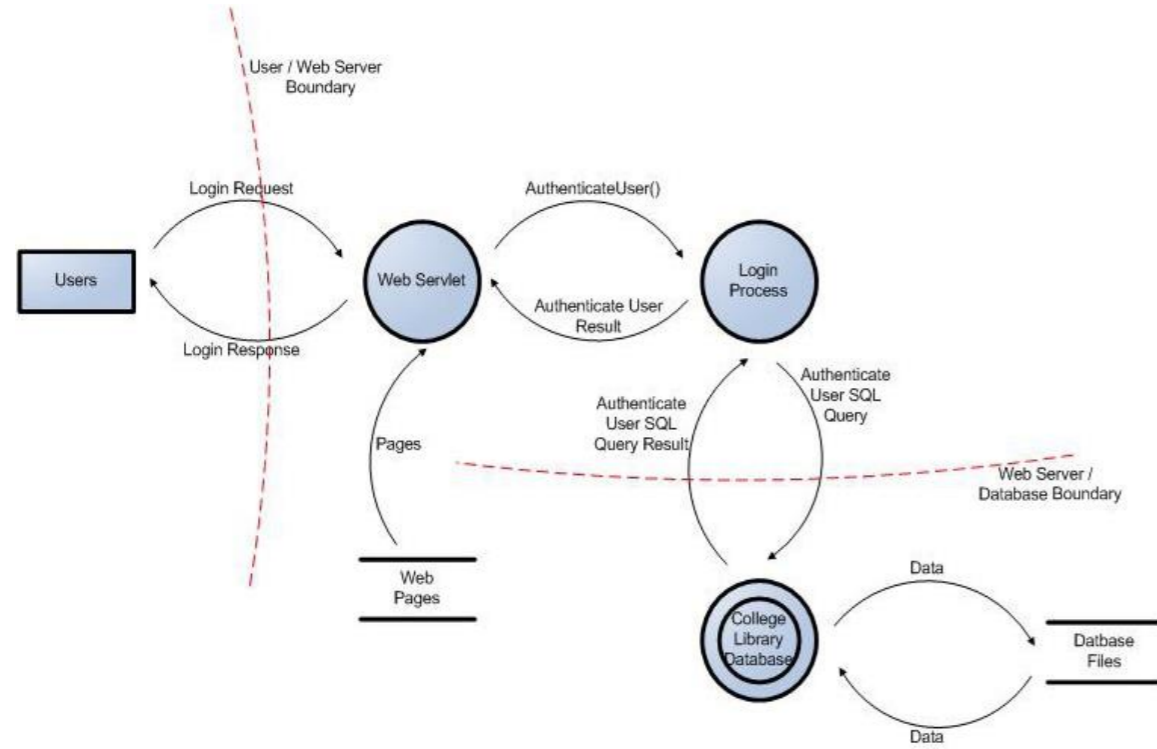 User / Web Server
Boundary
Login Request
AuthenticateUser()
Users
Web Servlet
Login
Process
Authenticate User
Result
Login Response
Authenticate
User SQL
Query
Authenticate
User SQL
Query Result
Pages
Web Server /
Database Boundary
Web
Pages
Data
College
Library
Database
Datbase
Files
Data